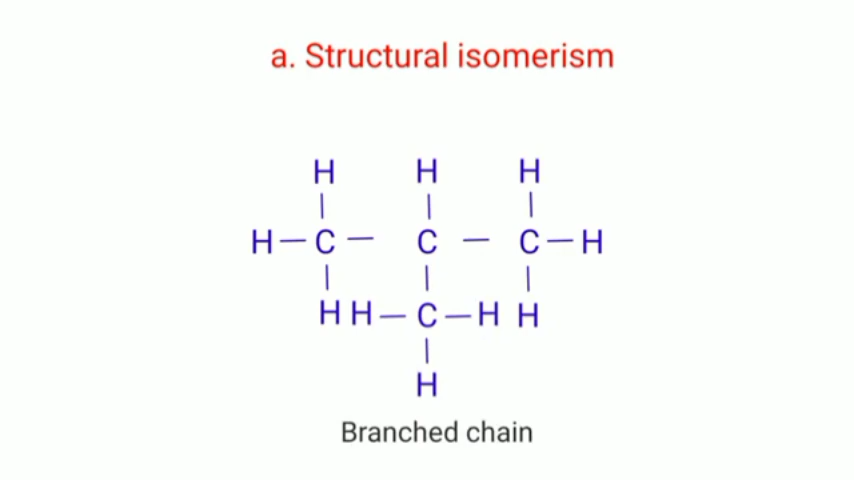 a. Structural isomerism
H H H
| | |
H — C — C — C — H
| | |
H H — C — H H
|
H
Branched chain